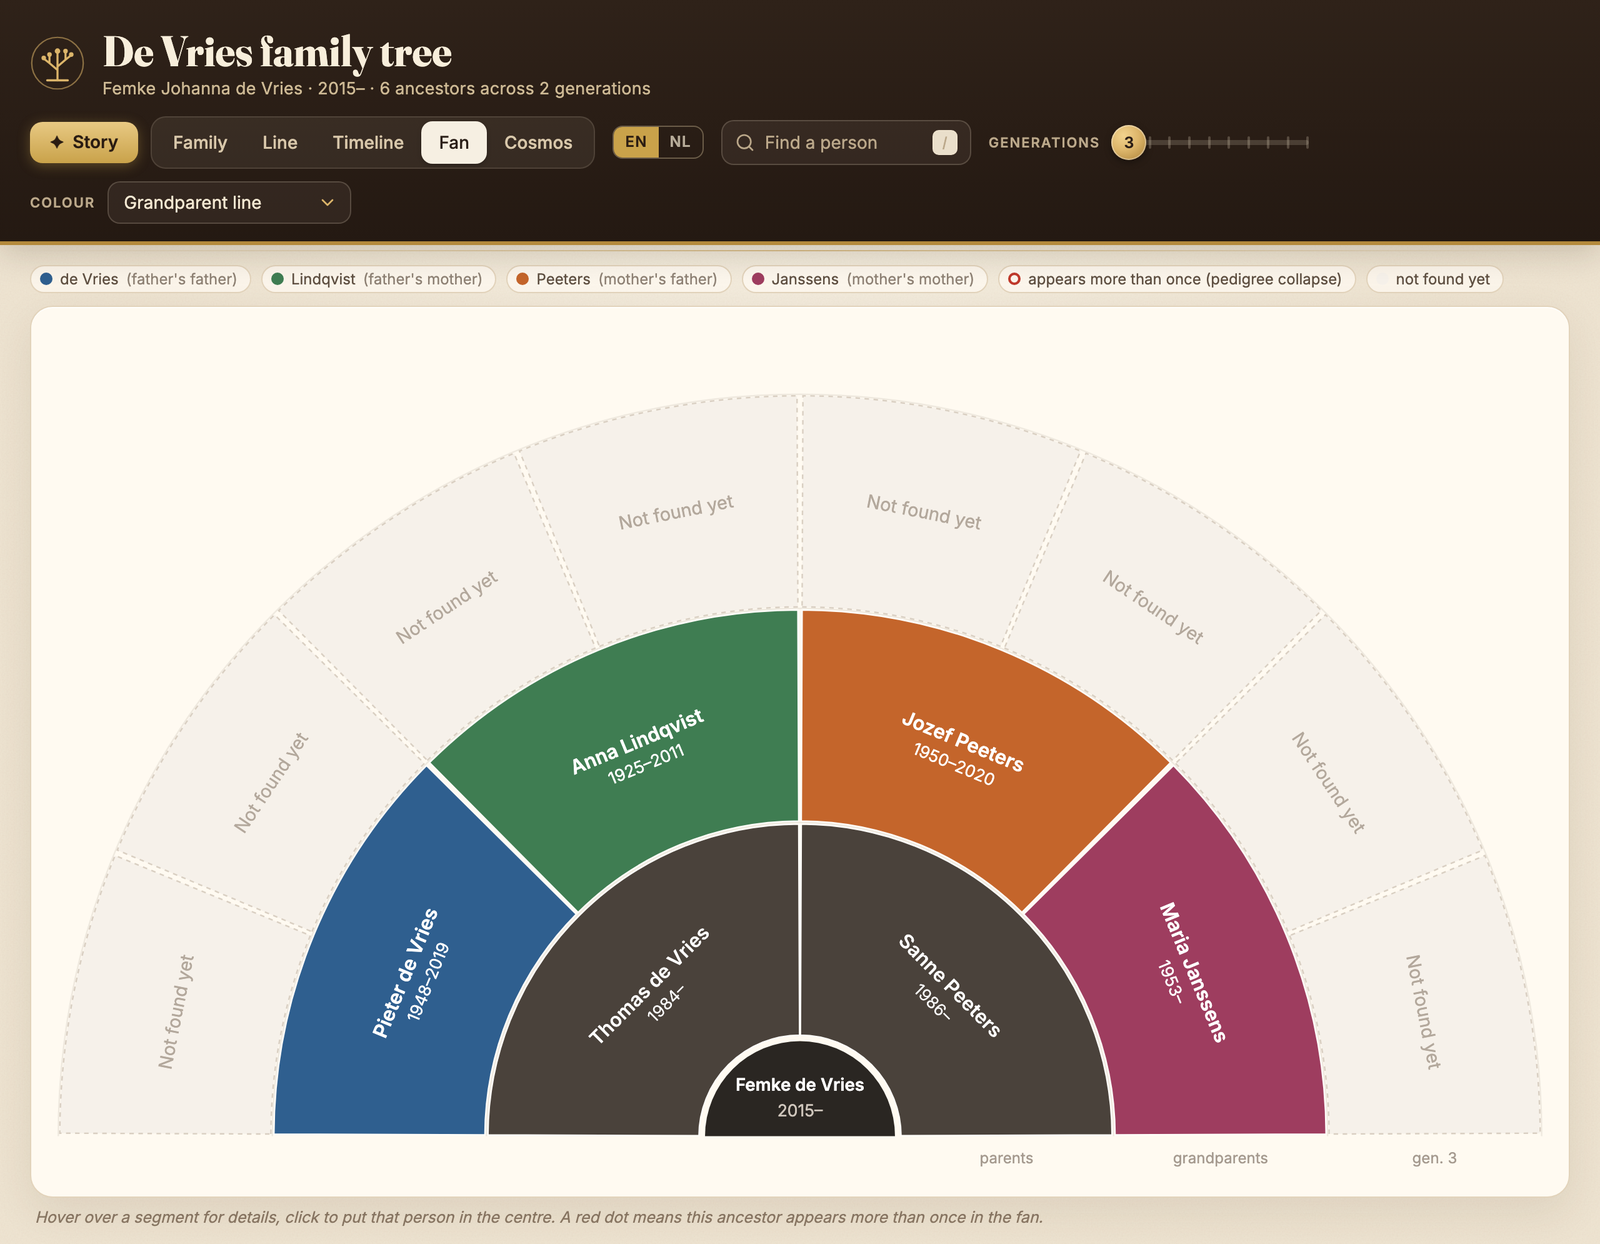 De Vries family tree
Femke Johanna de Vries · 2015– · 6 ancestors across 2 generations
✦ Story
Family
Line
Timeline
Fan
Cosmos
EN
NL
Find a person
/
GENERATIONS
3
COLOUR
Grandparent line
de Vries (father's father)
Lindqvist (father's mother)
Peeters (mother's father)
Janssens (mother's mother)
appears more than once (pedigree collapse)
not found yet
Not found yet
Not found yet
Not found yet
Not found yet
Not found yet
Not found yet
Not found yet
Not found yet
Pieter de Vries
1948–2019
Anna Lindqvist
1925–2011
Jozef Peeters
1950–2020
Maria Janssens
1953–
Thomas de Vries
1984–
Sanne Peeters
1986–
Femke de Vries
2015–
parents
grandparents
gen. 3
Hover over a segment for details, click to put that person in the centre. A red dot means this ancestor appears more than once in the fan.